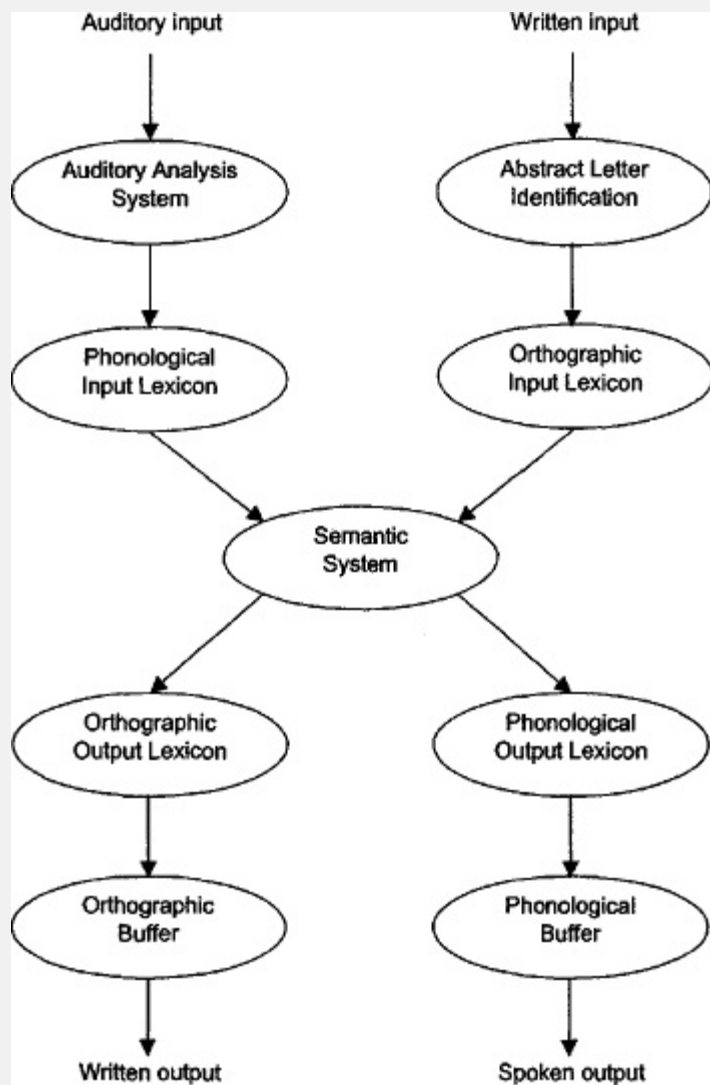 Auditory input
Written input
Auditory Analysis
System
Abstract Letter
Identification
Phonological
Input Lexicon
Orthographic
Input Lexicon
Semantic
System
Orthographic
Output Lexicon
Phonological
Output Lexicon
Orthographic
Buffer
Phonological
Buffer
Written output
Spoken output